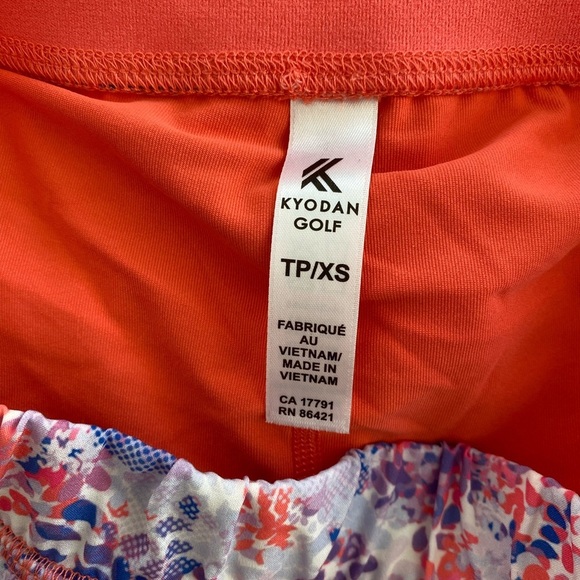 KYODAN
GOLF
TP/XS
FABRIQUÉ
AU
VIETNAM/
MADE IN
VIETNAM
CA 17791
RN 86421